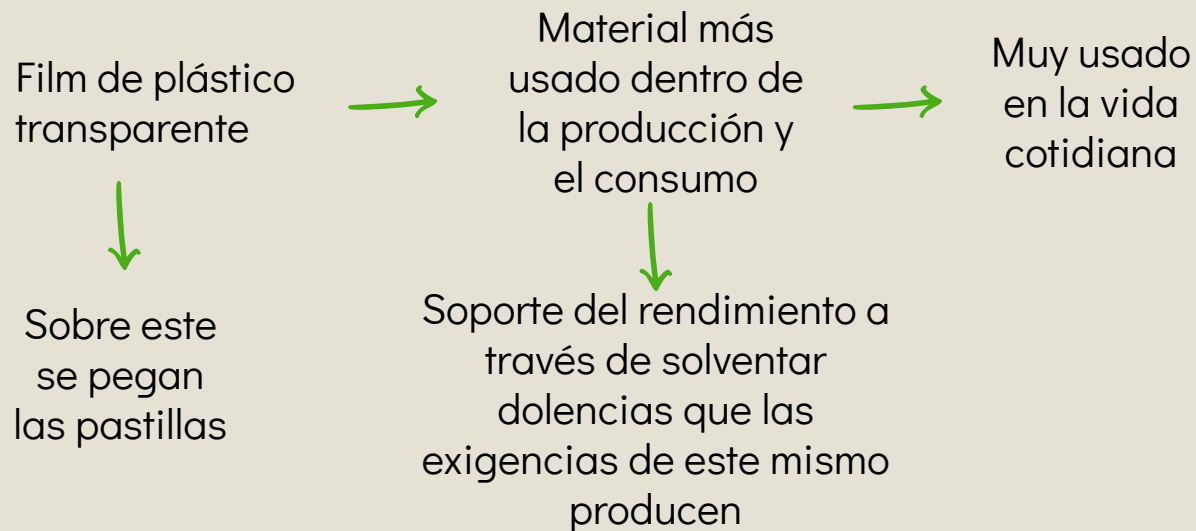 Film de plástico
transparente
Material más
usado dentro de
la producción y
el consumo
Muy usado
en la vida
cotidiana
Sobre este
se pegan
las pastillas
Soporte del rendimiento a
través de solventar
dolencias que las
exigencias de este mismo
producen